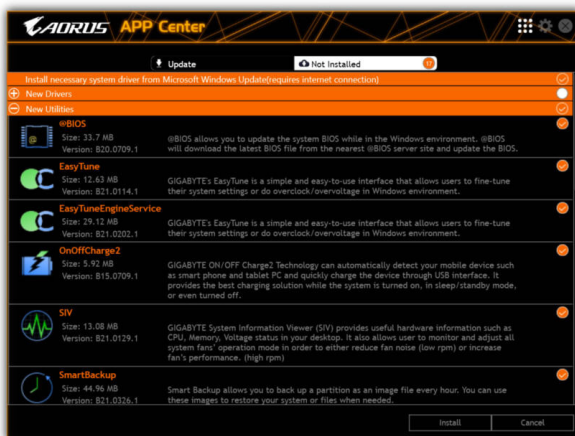 AORUS APP Center
Update
Not Installed
17
Install necessary system driver from Microsoft Windows Update(requires internet connection)
New Drivers
New Utilities
@BIOS
Size: 33.7 MB
Version: B20.0709.1
@BIOS allows you to update the system BIOS while in the Windows environment. @BIOS
will download the latest BIOS file from the nearest @BIOS server site and update the BIOS.
EasyTune
Size: 12.63 MB
Version: B21.0114.1
GIGABYTE's EasyTune is a simple and easy-to-use interface that allows users to fine-tune
their system settings or do overclock/overvoltage in Windows environment.
EasyTuneEngineService
Size: 29.12 MB
Version: B21.0202.1
GIGABYTE's EasyTune is a simple and easy-to-use interface that allows users to fine-tune
their system settings or do overclock/overvoltage in Windows environment.
OnOffCharge2
Size: 5.92 MB
Version: B15.0709.1
GIGABYTE ON/OFF Charge2 Technology can automatically detect your mobile device such
as smart phone and tablet PC and quickly charge the device through USB interface. It
provides the best charging solution while the system is turned on, in sleep/standby mode,
or even turned off.
SIV
Size: 13.08 MB
Version: B21.0129.1
GIGABYTE System Information Viewer (SIV) provides useful hardware information such as
CPU, Memory, Voltage status in your desktop. It also allows user to monitor and adjust all
system fans' operation mode in order to either reduce fan noise (low rpm) or increase
fan's performance. (high rpm)
SmartBackup
Size: 44.96 MB
Version: B21.0326.1
Smart Backup allows you to back up a partition as an image file every hour. You can use
these images to restore your system or files when needed.
Install
Cancel